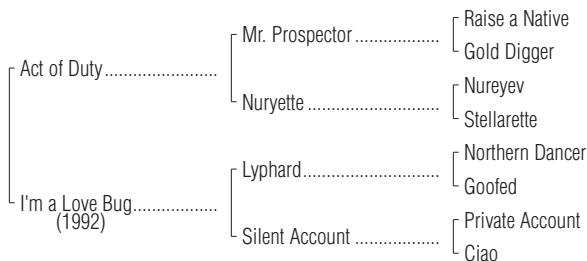 Raise a Native
Mr. Prospector ..................
Gold Digger
Act of Duty ........................
Nureyev
Nuryette ............................
Stellarette
Northern Dancer
Lyphard.............................
Goofed
I'm a Love Bug..................
(1992)
Private Account
Silent Account ..................
Ciao